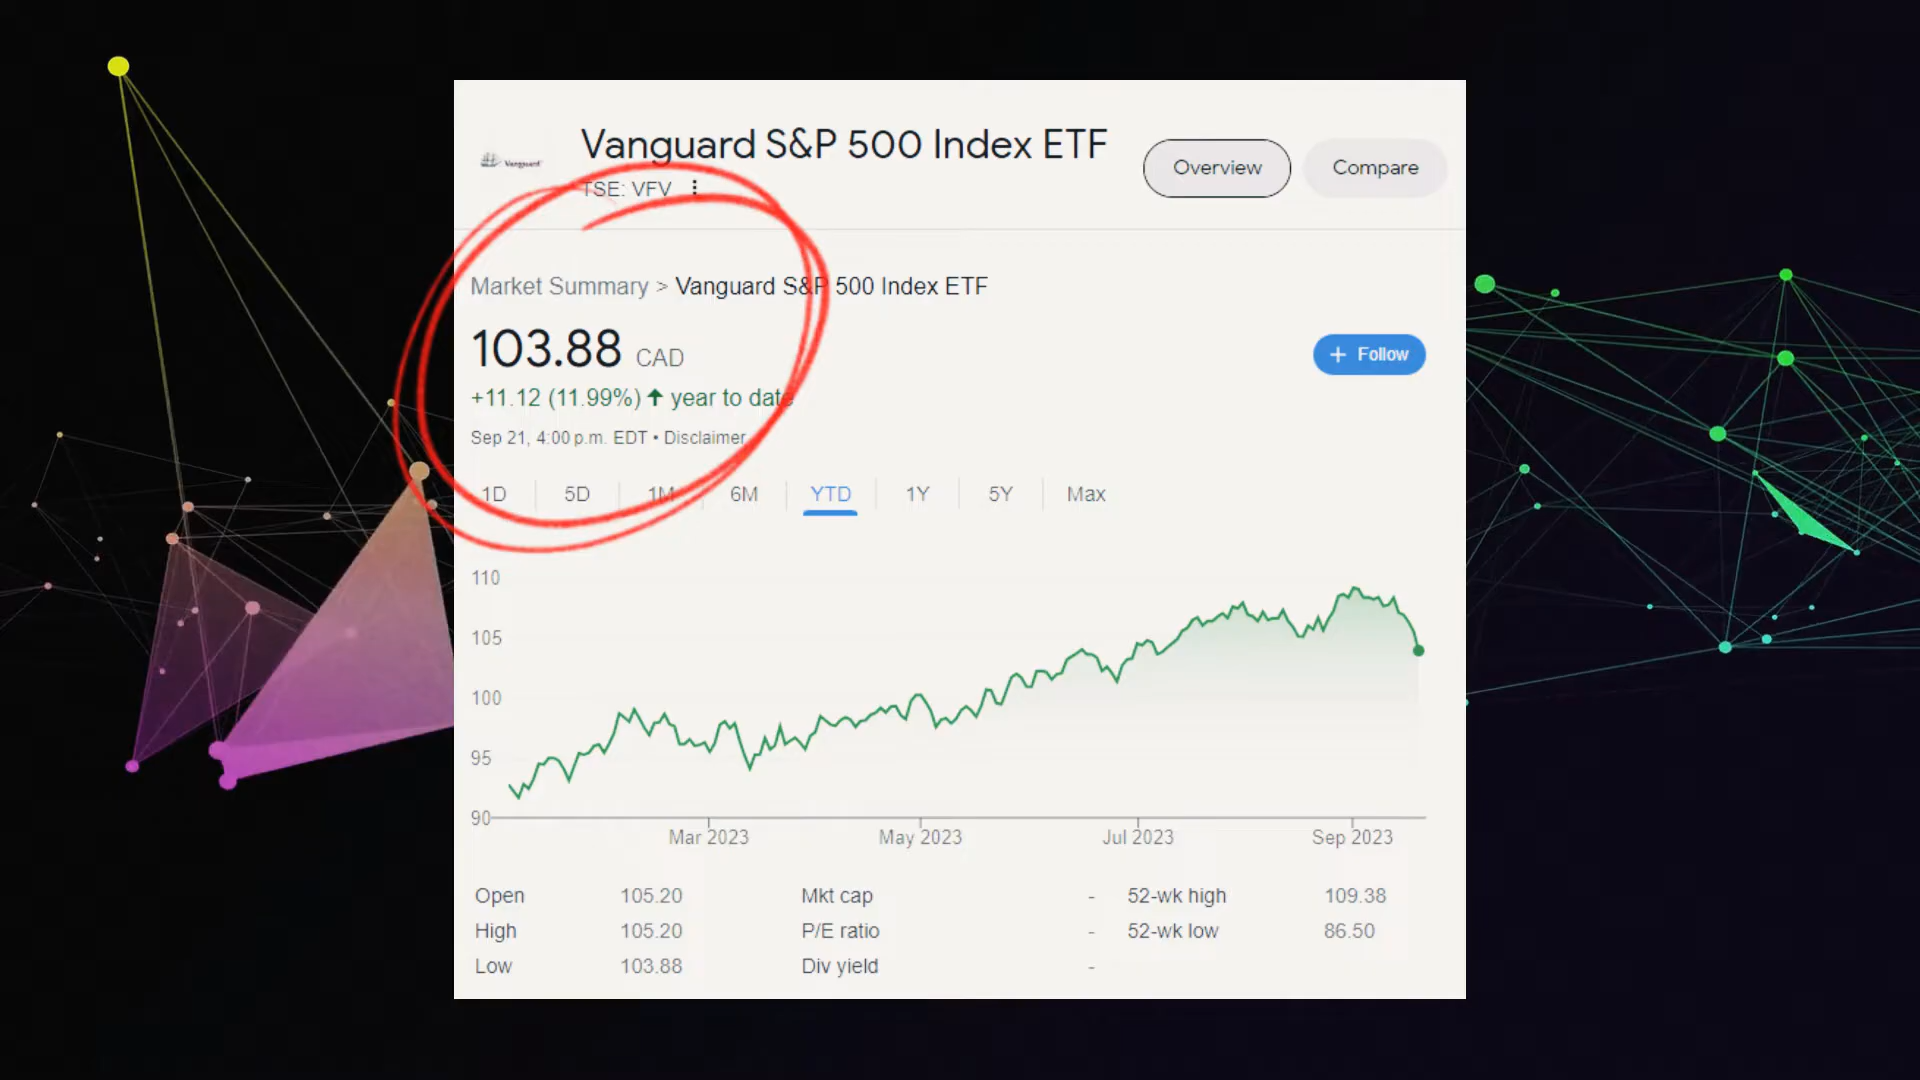 Vanguard S&P 500 Index ETF
Vanguard
TSE: VFV
Overview
Compare
Market Summary > Vanguard S&P 500 Index ETF
103.88 CAD
+11.12 (11.99%) ↑ year to date
Sep 21, 4:00 p.m. EDT • Disclaimer
+ Follow
1D 5D 1M 6M YTD 1Y 5Y Max
110
105
100
95
90
Mar 2023 May 2023 Jul 2023 Sep 2023
Open 105.20 Mkt cap - 52-wk high 109.38
High 105.20 P/E ratio - 52-wk low 86.50
Low 103.88 Div yield -